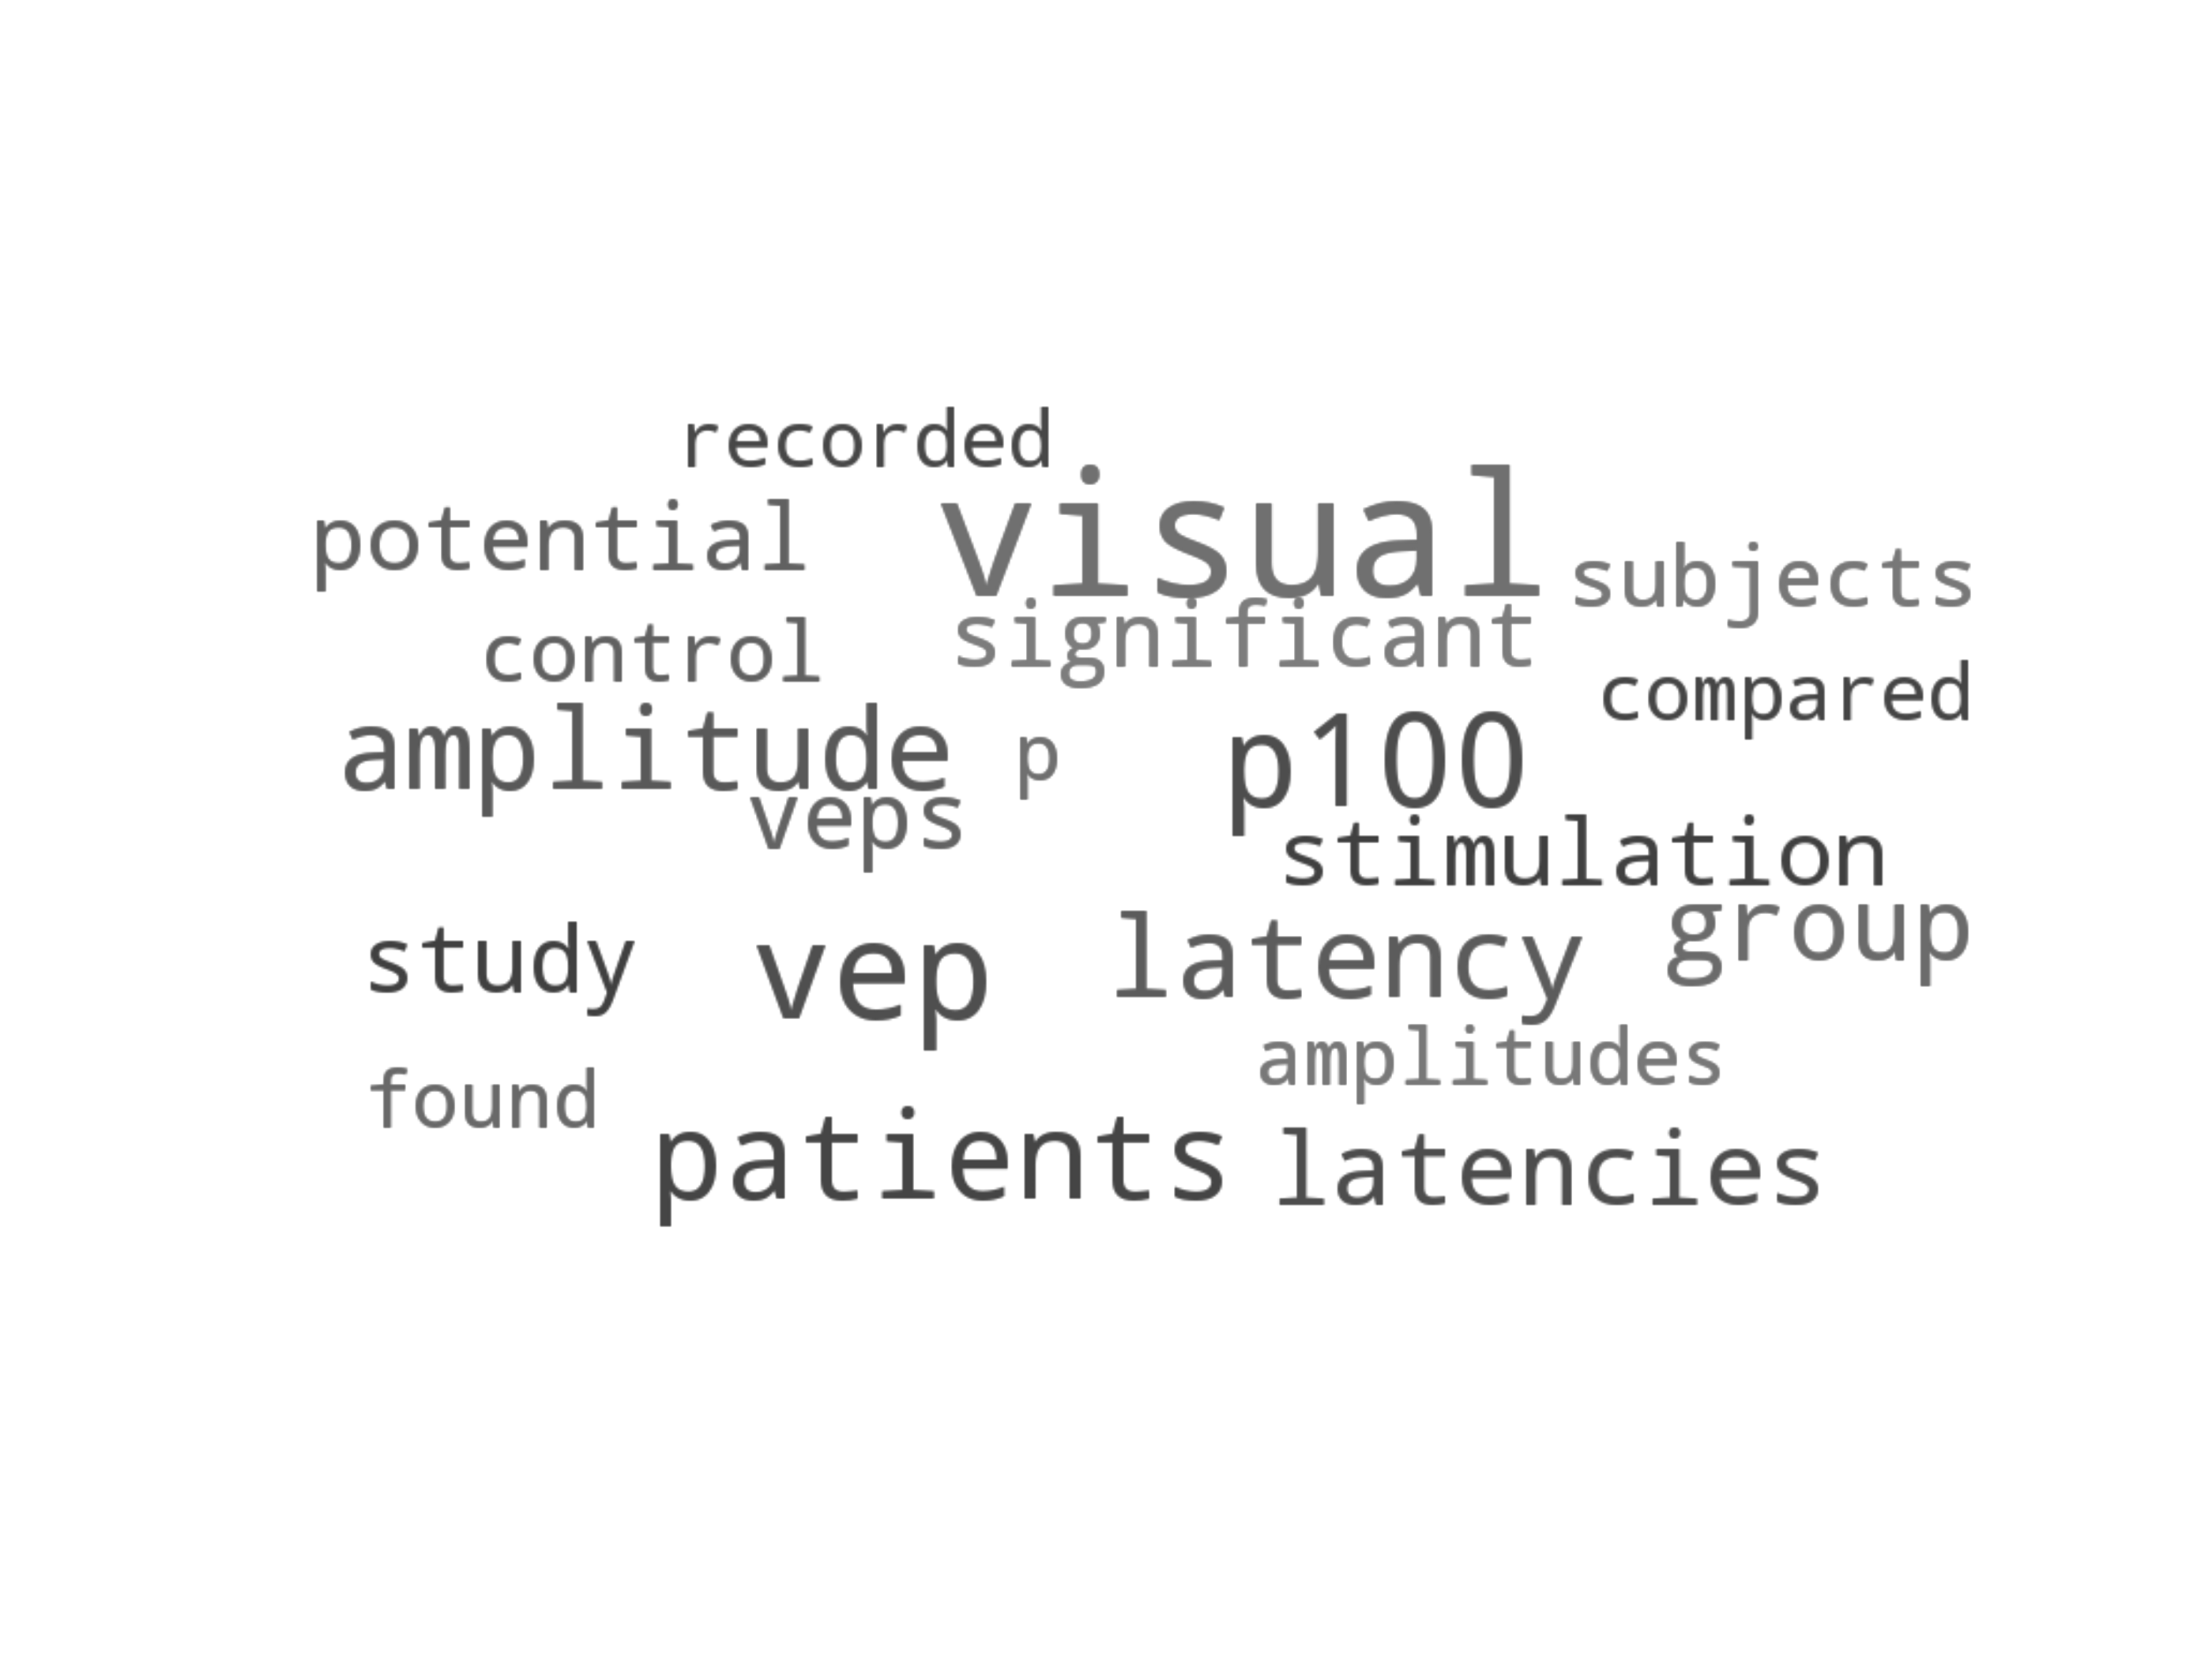 recorded
visual
potential
subjects
significant
control
compared
amplitude
p
p100
veps
stimulation
group
study
vep
latency
amplitudes
found
patients
latencies